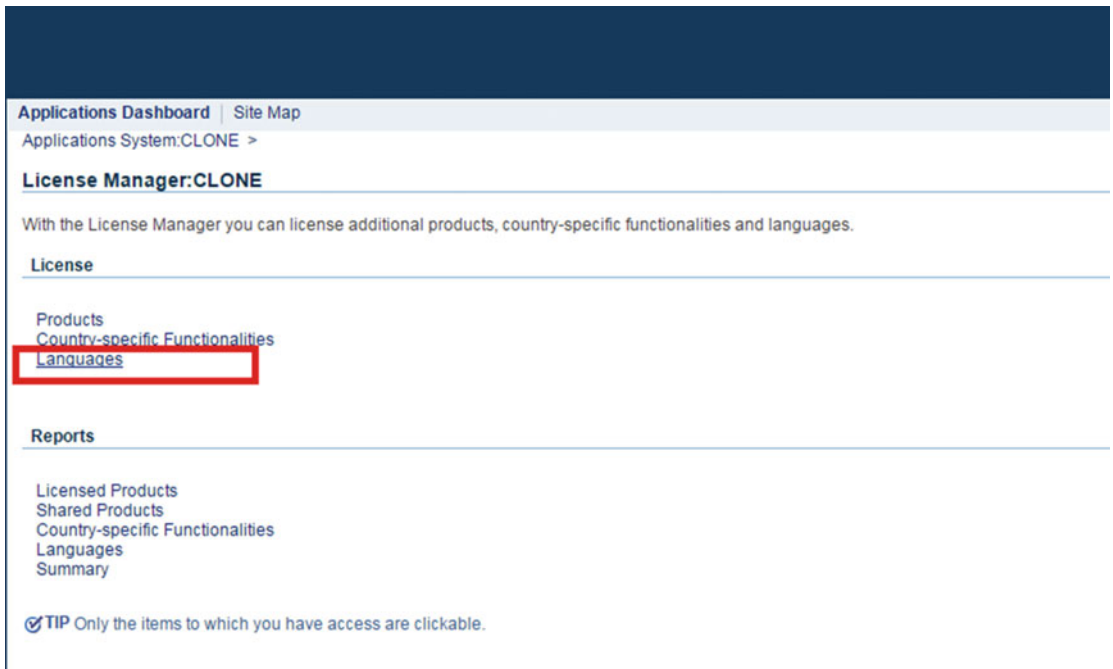 Applications Dashboard | Site Map
Applications System:CLONE >
License Manager:CLONE
With the License Manager you can license additional products, country-specific functionalities and languages.
License
Products
Country-specific Functionalities
Languages
Reports
Licensed Products
Shared Products
Country-specific Functionalities
Languages
Summary
TIP Only the items to which you have access are clickable.